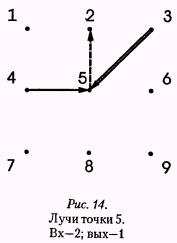 1 2 3
4 5 6
7 8 9
Рис. 14.
Лучи точки 5.
Вх—2; вых—1